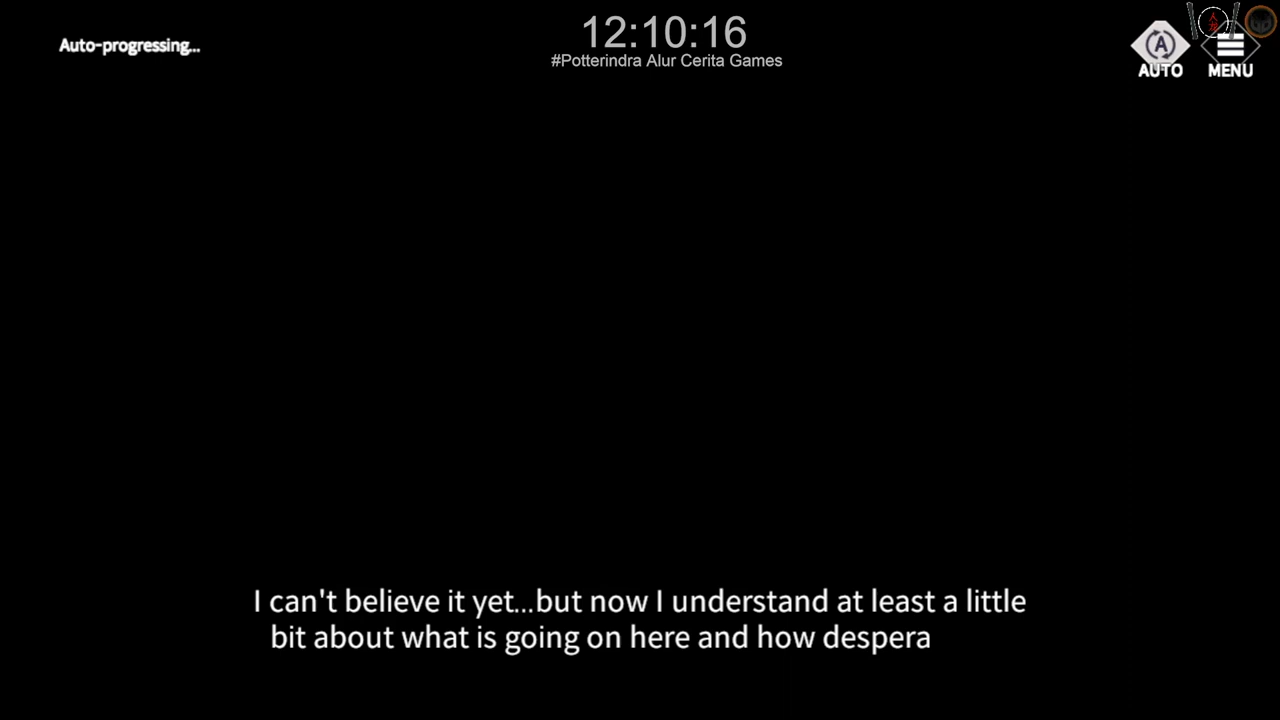 Auto-progressing...
12:10:16
#Potterindra Alur Cerita Games
AUTO
MENU
I can't believe it yet...but now I understand at least a little
bit about what is going on here and how despera